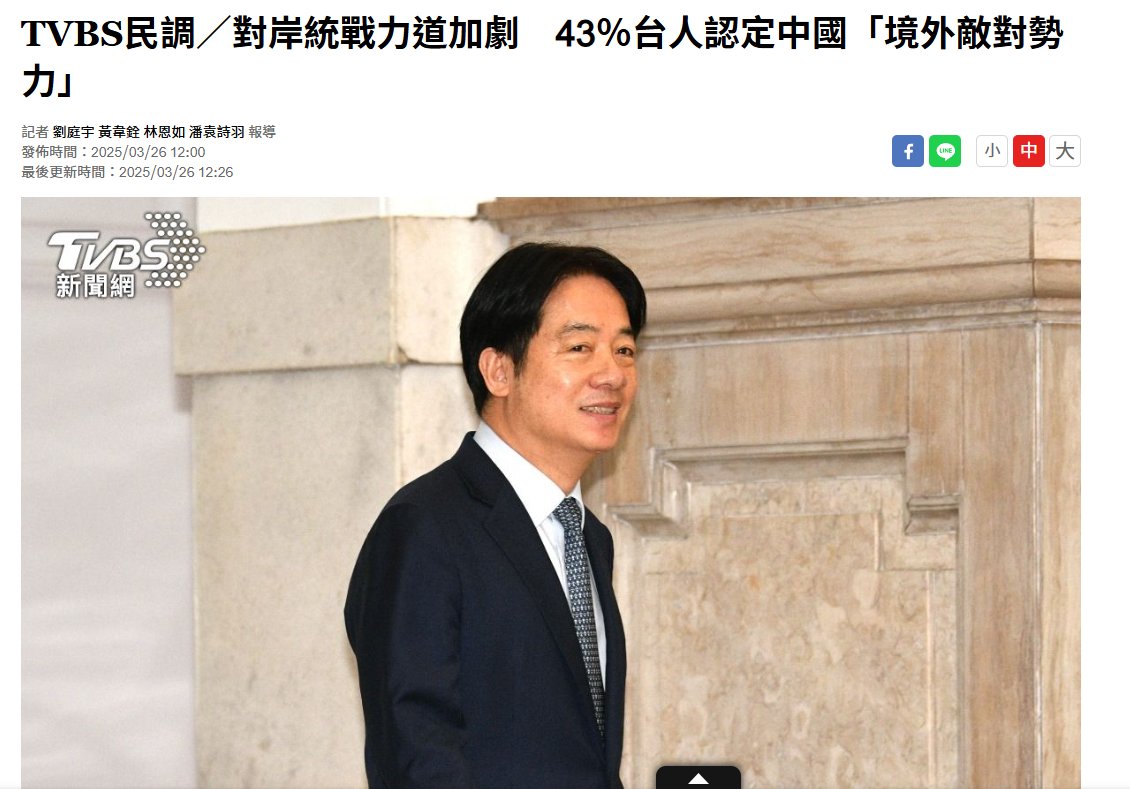 TVBS民調／對岸統戰力道加劇　43%台人認定中國「境外敵對勢
力」
記者 劉庭宇 黃韋銓 林恩如 潘袁詩羽 報導
發佈時間：2025/03/26 12:00
最後更新時間：2025/03/26 12:26
f
LINE
小
中
大
TVBS
新聞網